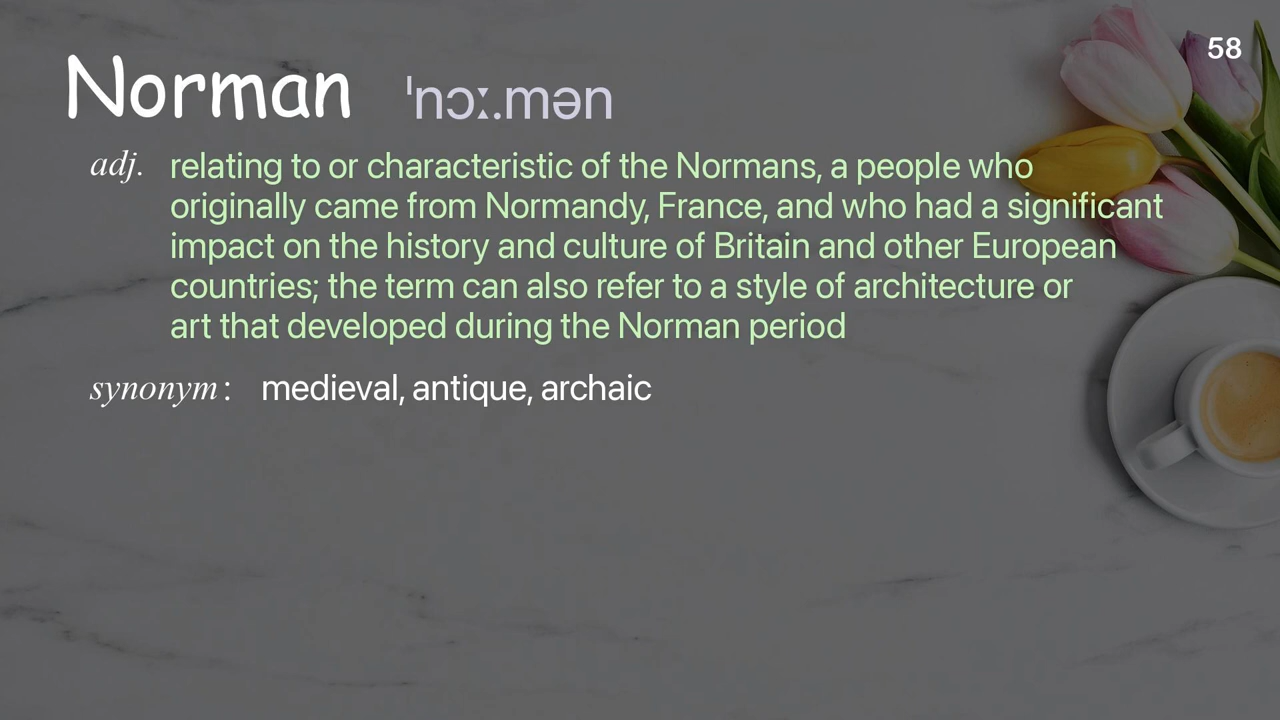 58
Norman ˈnɔː.mən
adj. relating to or characteristic of the Normans, a people who
originally came from Normandy, France, and who had a significant
impact on the history and culture of Britain and other European
countries; the term can also refer to a style of architecture or
art that developed during the Norman period
synonym: medieval, antique, archaic